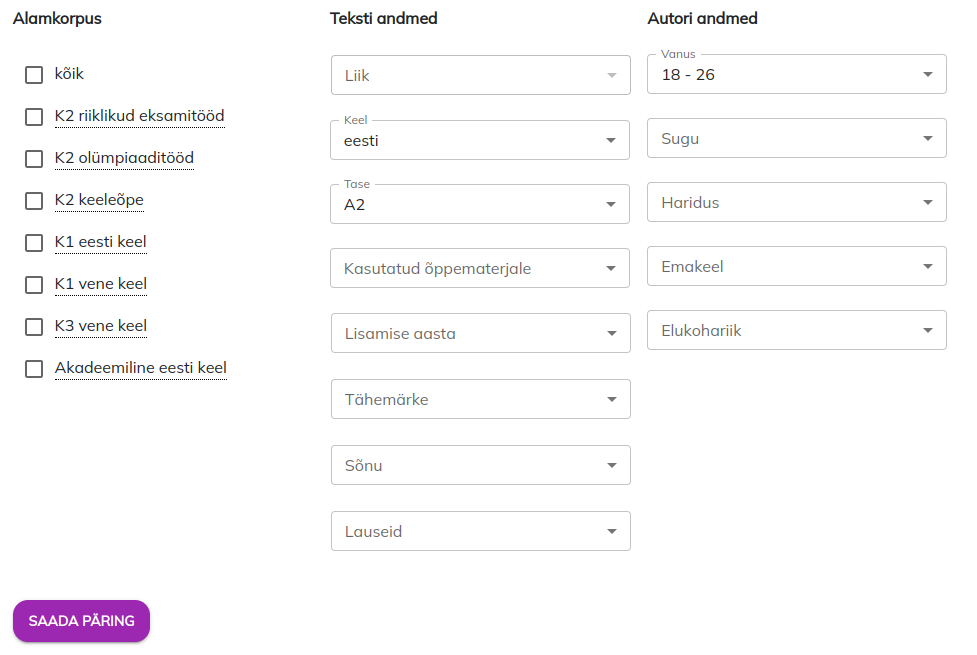 Alamkorpus
kõik
K2 riiklikud eksamitööd
K2 olümpiaaditööd
K2 keeleõpe
K1 eesti keel
K1 vene keel
K3 vene keel
Akadeemiline eesti keel
Teksti andmed
Liik
Keel
eesti
Tase
A2
Kasutatud õppematerjale
Lisamise aasta
Tähemärke
Sõnu
Lauseid
Autori andmed
Vanus
18 - 26
Sugu
Haridus
Emakeel
Elukohariik
SAADA PÄRING